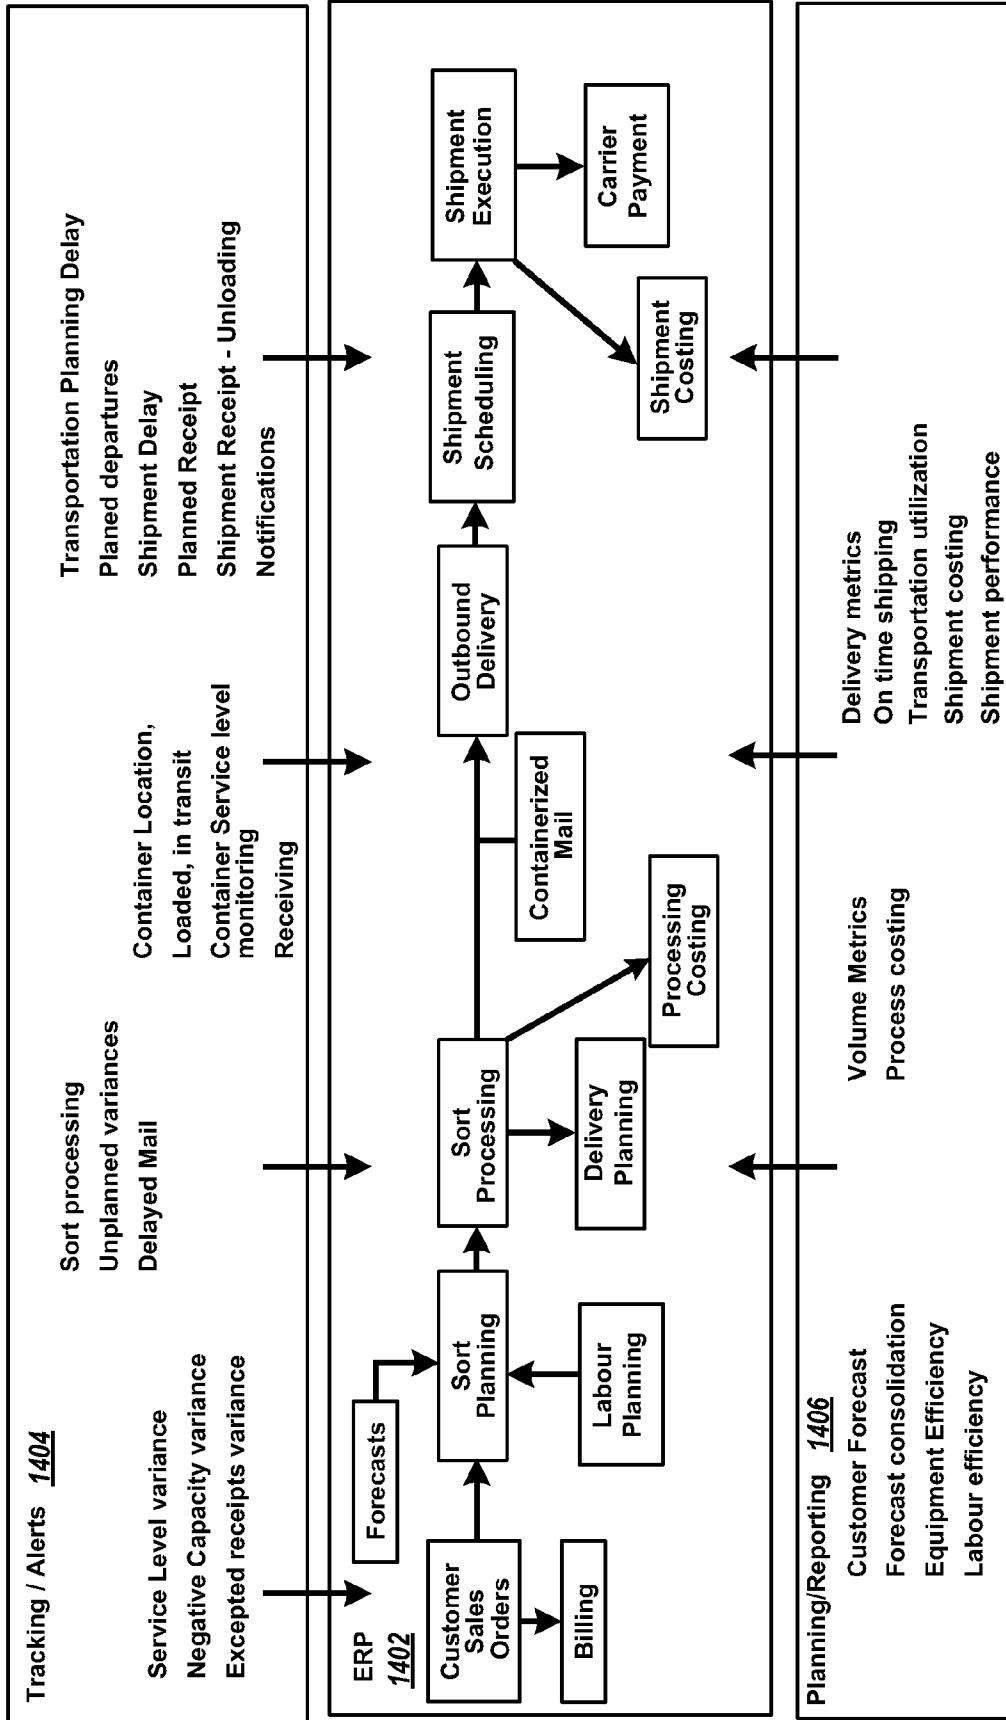 Tracking / Alerts 1404
Service Level variance
Negative Capacity variance
Excepted receipts variance
Sort processing
Unplanned variances
Delayed Mail
Container Location,
Loaded, in transit
Container Service level
monitoring
Receiving
Transportation Planning Delay
Planed departures
Shipment Delay
Planned Receipt
Shipment Receipt - Unloading
Notifications
ERP
1402
Customer
Sales
Orders
Billing
Forecasts
Sort
Planning
Labour
Planning
Sort
Processing
Delivery
Planning
Processing
Costing
Containerized
Mail
Outbound
Delivery
Shipment
Scheduling
Shipment
Execution
Shipment
Costing
Carrier
Payment
Planning/Reporting 1406
Customer Forecast
Forecast consolidation
Equipment Efficiency
Labour efficiency
Volume Metrics
Process costing
Delivery metrics
On time shipping
Transportation utilization
Shipment costing
Shipment performance